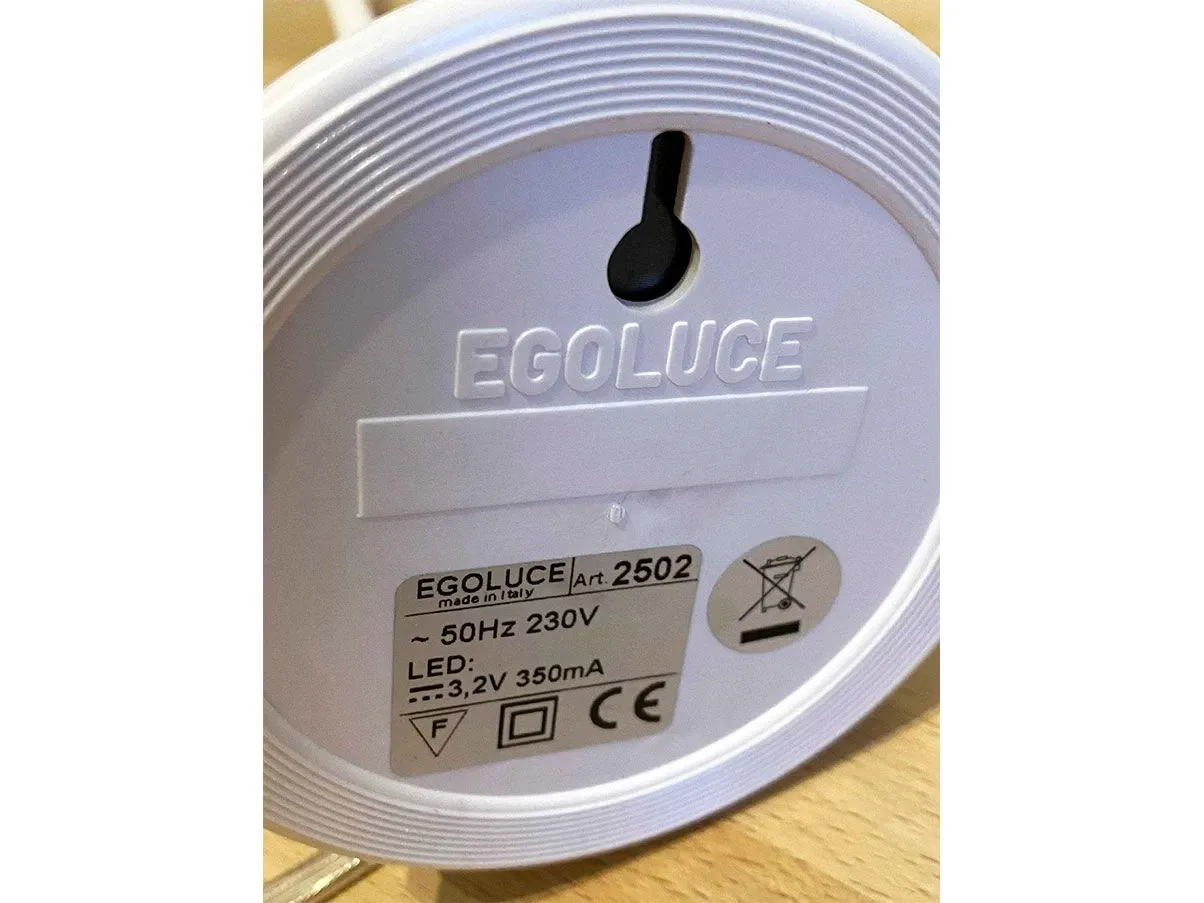 EGOLUCE
EGOLUCE Art. 2502
made in Italy
~ 50Hz 230V
LED:
3,2V 350mA
F CE